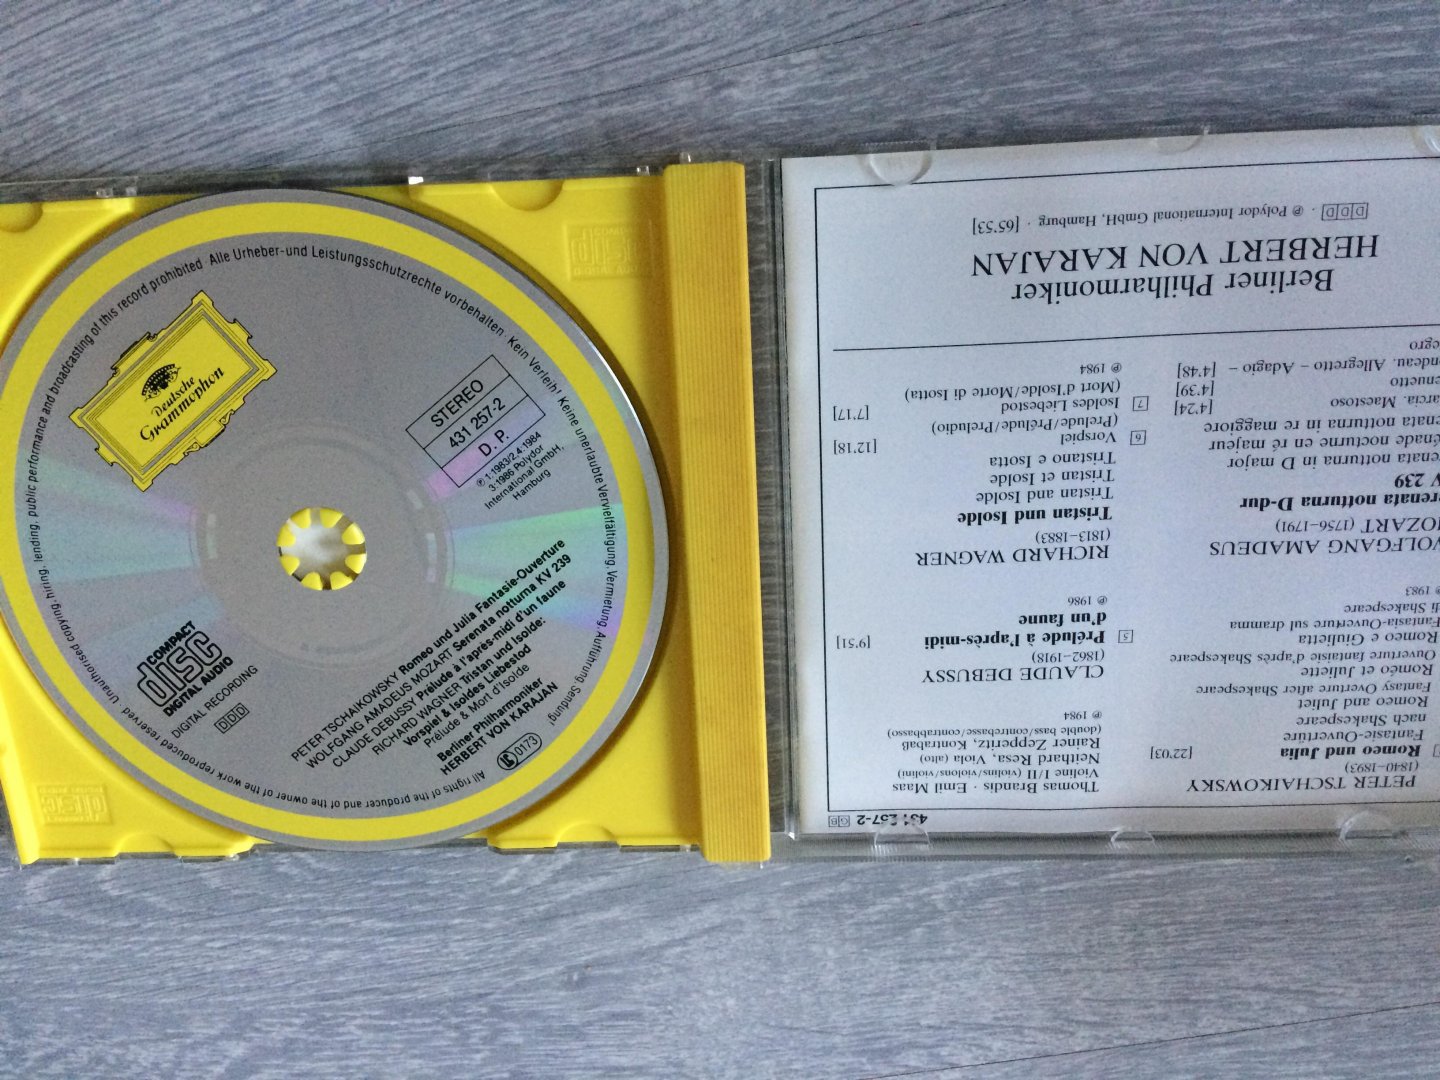 Unauthorised copying, hiring, lending, public performance and broadcasting of this record prohibited · Alle Urheber- und Leistungsschutzrechte vorbehalten · Kein Verleih! Keine unerlaubte Vervielfältigung, Vermietung, Aufführung, Sendung!
All rights of the producer and of the owner of the work reproduced reserved
Deutsche
Grammophon
STEREO
431 257-2
D. P.
℗ 1:1983/2,4:1984
3:1986 Polydor
International GmbH,
Hamburg
COMPACT
disc
DIGITAL AUDIO
DIGITAL RECORDING
DDD
PETER TSCHAIKOWSKY Romeo und Julia Fantasie-Ouverture
WOLFGANG AMADEUS MOZART Serenata notturna KV 239
CLAUDE DEBUSSY Prélude à l'après-midi d'un faune
RICHARD WAGNER Tristan und Isolde:
Vorspiel & Isoldes Liebestod
Prélude & Mort d'Isolde
Berliner Philharmoniker
HERBERT VON KARAJAN
LC 0173
431 257-2 GB
PETER TSCHAIKOWSKY
(1840–1893)
Romeo und Julia [22'03]
Fantasie-Ouvertüre
nach Shakespeare
Romeo and Juliet
Fantasy Overture after Shakespeare
Roméo et Juliette
Ouverture fantaisie d'après Shakespeare
Romeo e Giulietta
Fantasia-Ouverture sul dramma
di Shakespeare
℗ 1983
WOLFGANG AMADEUS
MOZART (1756–1791)
Serenata notturna D-dur
KV 239
Serenata notturna in D major
Sérénade nocturne en ré majeur
Serenata notturna in re maggiore
Marcia. Maestoso [4'24]
Menuetto [4'39]
Rondeau. Allegretto – Adagio – [4'48]
Allegro
Thomas Brandis · Emil Maas
Violine I/II (violins/violons/violini)
Neithard Resa, Viola (alto)
Rainer Zepperitz, Kontrabaß
(double bass/contrebasse/contrabbasso)
℗ 1984
CLAUDE DEBUSSY
(1862–1918)
5 Prélude à l'après-midi [9'51]
d'un faune
℗ 1986
RICHARD WAGNER
(1813–1883)
Tristan und Isolde
Tristan and Isolde
Tristan et Isolde
Tristano e Isotta
6 Vorspiel [12'18]
(Prelude/Prélude/Preludio)
7 Isoldes Liebestod [7'17]
(Mort d'Isolde/Morte di Isotta)
℗ 1984
Berliner Philharmoniker
HERBERT VON KARAJAN
DDD · ℗ Polydor International GmbH, Hamburg · [65'53]